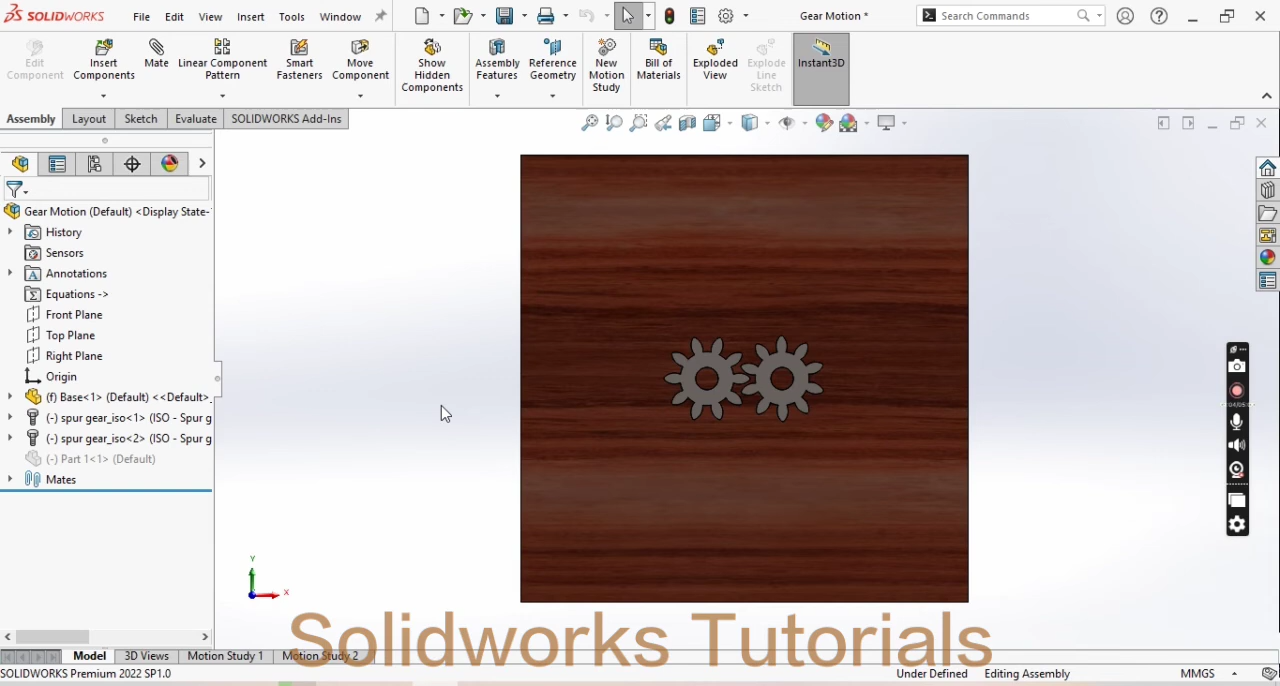 SOLIDWORKS File Edit View Insert Tools Window Gear Motion * Search Commands
Edit Component
Insert Components
Mate
Linear Component Pattern
Smart Fasteners
Move Component
Show Hidden Components
Assembly Features
Reference Geometry
New Motion Study
Bill of Materials
Exploded View
Explode Line Sketch
Instant3D
Assembly Layout Sketch Evaluate SOLIDWORKS Add-Ins
Gear Motion (Default) <Display State-
History
Sensors
Annotations
Equations ->
Front Plane
Top Plane
Right Plane
Origin
(f) Base<1> (Default) <<Default>
(-) spur gear_iso<1> (ISO - Spur g
(-) spur gear_iso<2> (ISO - Spur g
(-) Part 1<1> (Default)
Mates
Y
X
Solidworks Tutorials
Model 3D Views Motion Study 1 Motion Study 2
SOLIDWORKS Premium 2022 SP1.0 Under Defined Editing Assembly MMGS